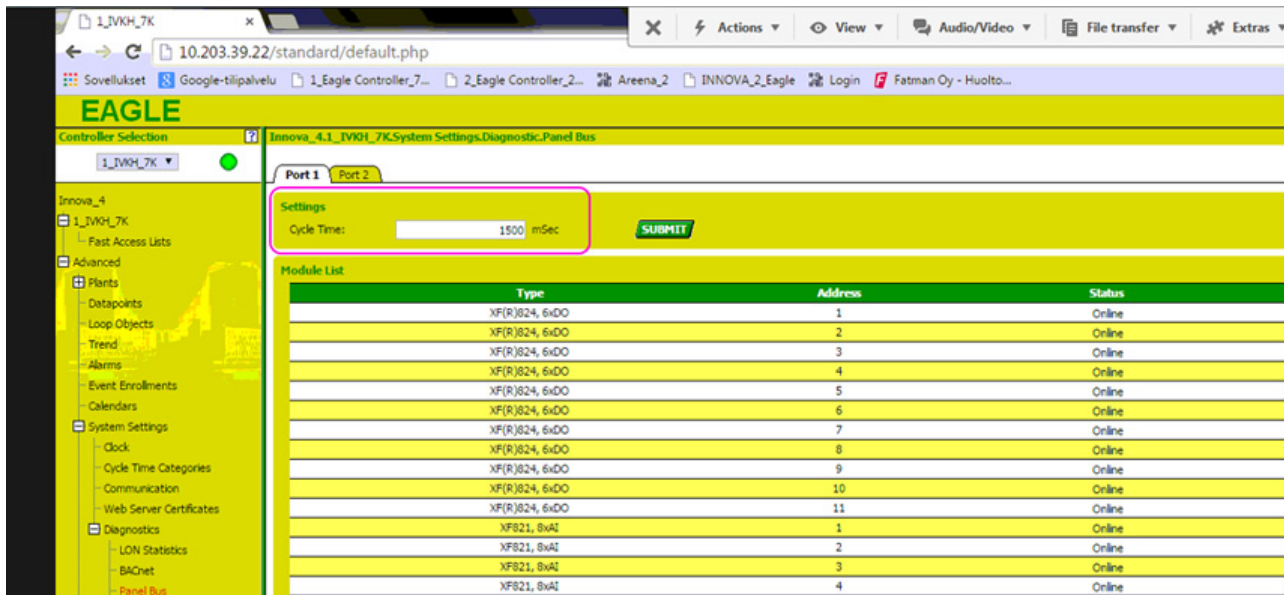 1_IVKH_7K
Actions
View
Audio/Video
File transfer
Extras
10.203.39.22/standard/default.php
Sovellukset Google-tilipalvelu 1_Eagle Controller_7... 2_Eagle Controller_2... Areena_2 INNOVA_2_Eagle Login Fatman Oy - Huolto...
EAGLE
Controller Selection ?
1_IVKH_7K
Innova_4
1_IVKH_7K
Fast Access Lists
Advanced
Plants
Datapoints
Loop Objects
Trend
Alarms
Event Enrollments
Calendars
System Settings
Clock
Cycle Time Categories
Communication
Web Server Certificates
Diagnostics
LON Statistics
BACnet
Panel Bus
Innova_4.1_IVKH_7K.System Settings.Diagnostic.Panel Bus
Port 1 Port 2
Settings
Cycle Time: 1500 mSec SUBMIT
Module List
Type Address Status
XF(R)824, 6xDO 1 Online
XF(R)824, 6xDO 2 Online
XF(R)824, 6xDO 3 Online
XF(R)824, 6xDO 4 Online
XF(R)824, 6xDO 5 Online
XF(R)824, 6xDO 6 Online
XF(R)824, 6xDO 7 Online
XF(R)824, 6xDO 8 Online
XF(R)824, 6xDO 9 Online
XF(R)824, 6xDO 10 Online
XF(R)824, 6xDO 11 Online
XF821, 8xAI 1 Online
XF821, 8xAI 2 Online
XF821, 8xAI 3 Online
XF821, 8xAI 4 Online